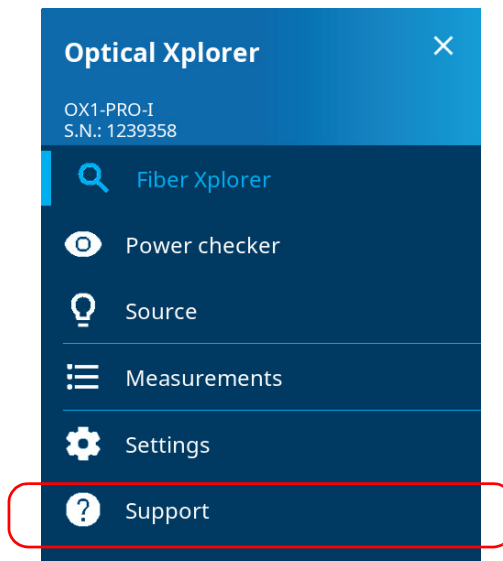 Optical Xplorer
OX1-PRO-I
S.N.: 1239358
Fiber Xplorer
Power checker
Source
Measurements
Settings
Support